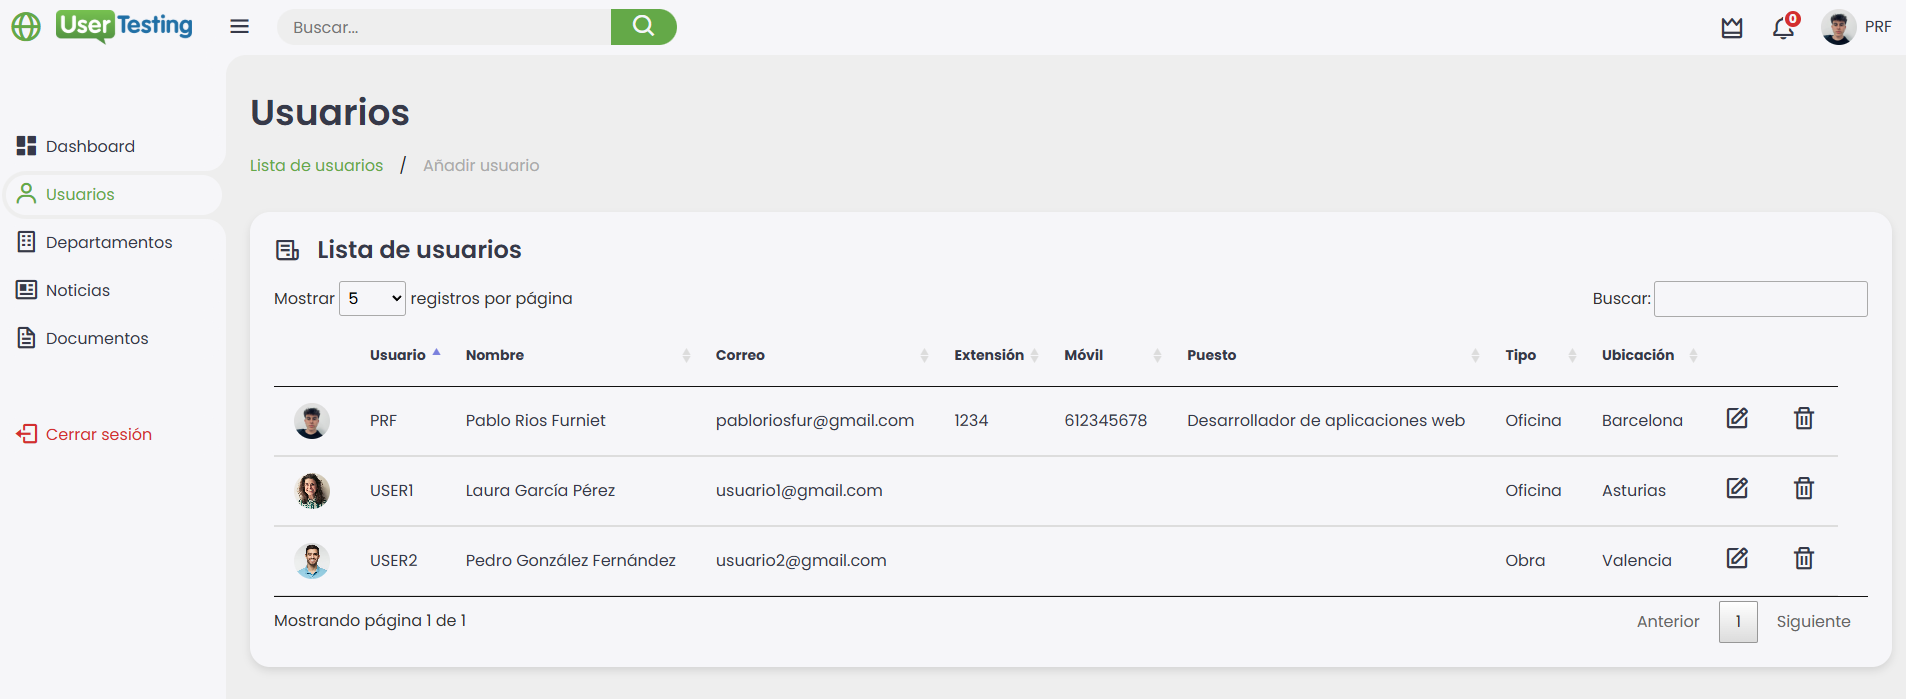 User Testing
Buscar...
0
PRF
Usuarios
Lista de usuarios / Añadir usuario
Dashboard
Usuarios
Departamentos
Noticias
Documentos
Cerrar sesión
Lista de usuarios
Mostrar 5 registros por página
Buscar:
Usuario Nombre Correo Extensión Móvil Puesto Tipo Ubicación
PRF Pablo Rios Furniet pabloriosfur@gmail.com 1234 612345678 Desarrollador de aplicaciones web Oficina Barcelona
USER1 Laura García Pérez usuario1@gmail.com Oficina Asturias
USER2 Pedro González Fernández usuario2@gmail.com Obra Valencia
Mostrando página 1 de 1
Anterior 1 Siguiente